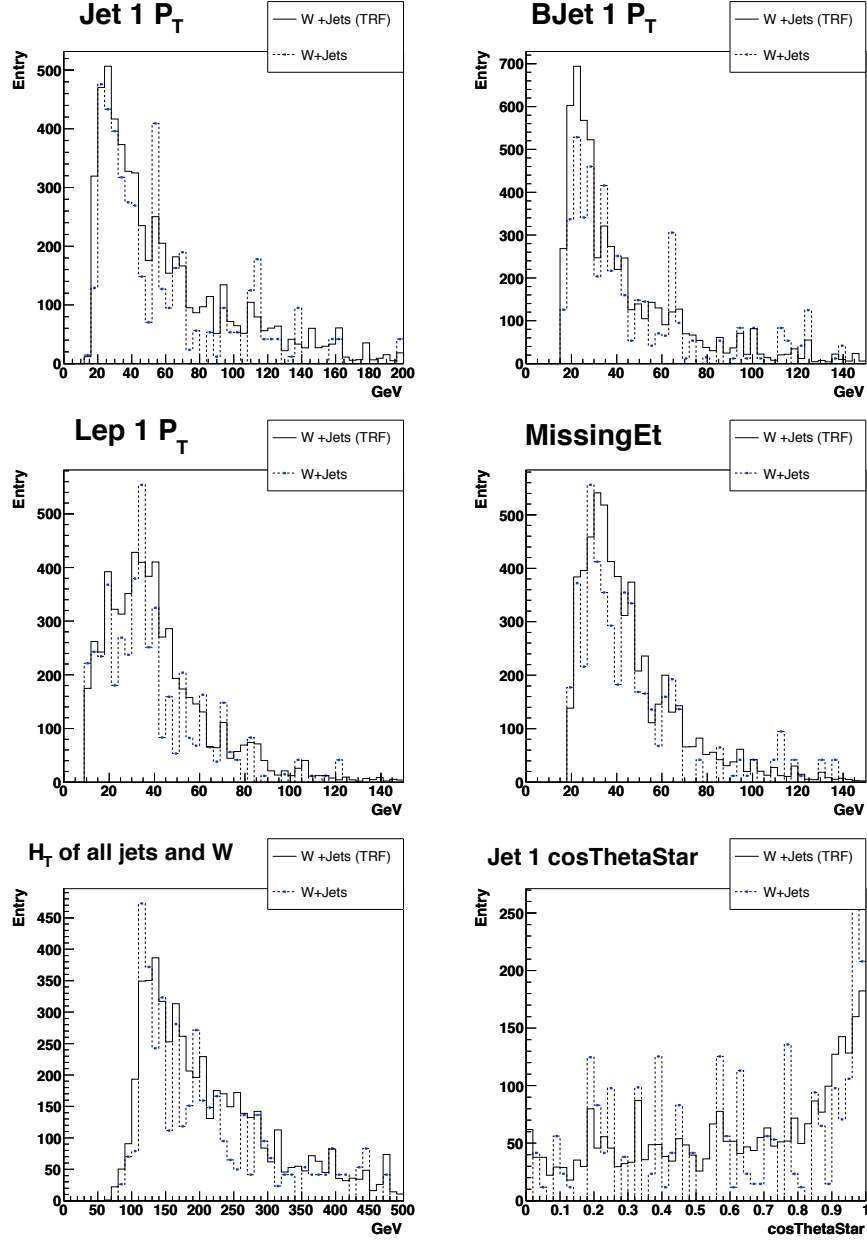 Jet 1 P_T
W +Jets (TRF)
W+Jets
Entry
500
400
300
200
100
0
0 20 40 60 80 100 120 140 160 180 200
GeV
BJet 1 P_T
W +Jets (TRF)
W+Jets
Entry
700
600
500
400
300
200
100
0
0 20 40 60 80 100 120 140
GeV
Lep 1 P_T
W +Jets (TRF)
W+Jets
Entry
500
400
300
200
100
0
0 20 40 60 80 100 120 140
GeV
MissingEt
W +Jets (TRF)
W+Jets
Entry
500
400
300
200
100
0
0 20 40 60 80 100 120 140
GeV
H_T of all jets and W
W +Jets (TRF)
W+Jets
Entry
450
400
350
300
250
200
150
100
50
0
0 50 100 150 200 250 300 350 400 450 500
GeV
Jet 1 cosThetaStar
W +Jets (TRF)
W+Jets
Entry
250
200
150
100
50
0
0 0.1 0.2 0.3 0.4 0.5 0.6 0.7 0.8 0.9 1
cosThetaStar